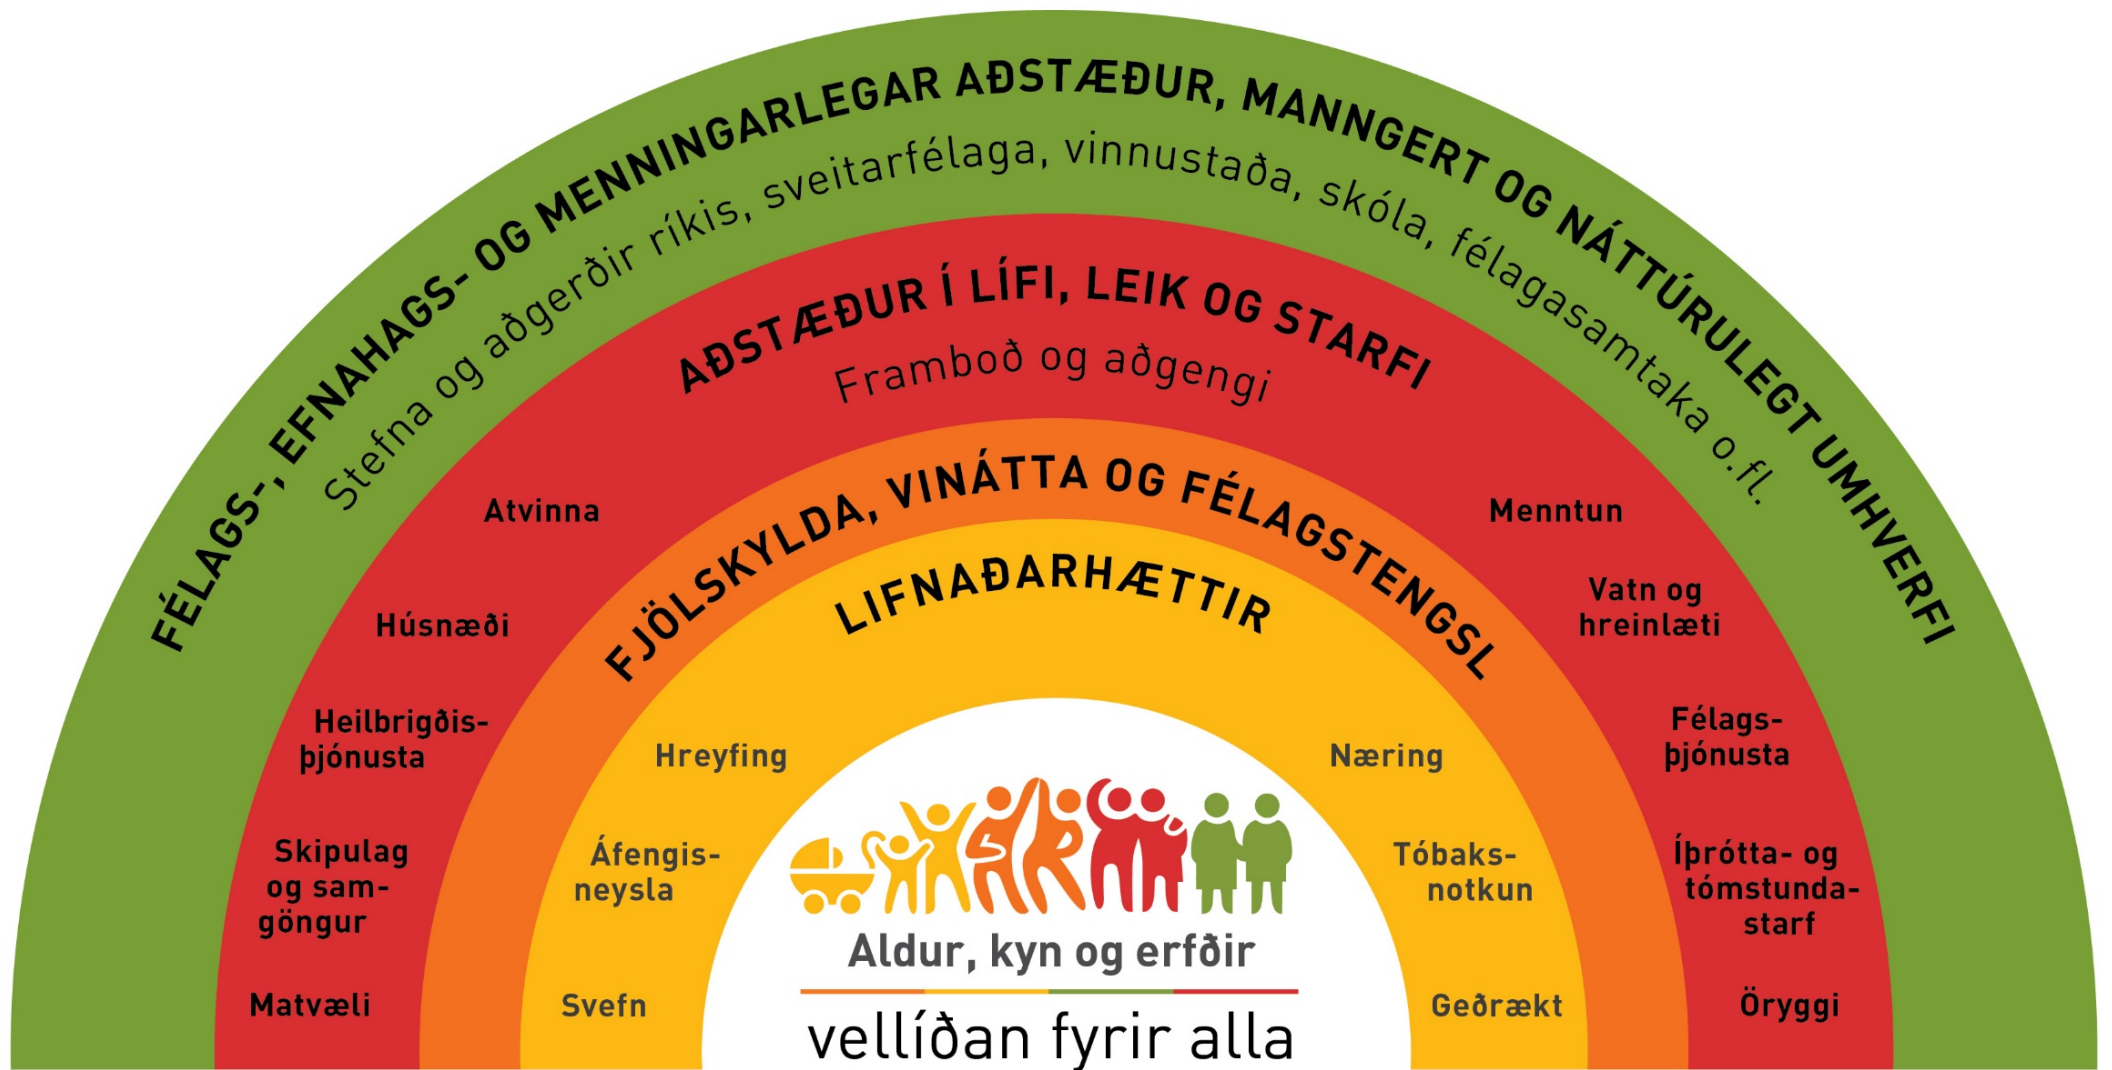 FÉLAGS-, EFNAHAGS- OG MENNINGARLEGAR AÐSTÆÐUR, MANNGERT OG NÁTTÚRULEGT UMHVERFI
Stefna og aðgerðir ríkis, sveitarfélaga, vinnustaða, skóla, félagasamtaka o.fl.
AÐSTÆÐUR Í LÍFI, LEIK OG STARFI
Framboð og aðgengi
Atvinna
Húsnæði
Heilbrigðis-
þjónusta
Skipulag
og sam-
göngur
Matvæli
Menntun
Vatn og
hreinlæti
Félags-
þjónusta
Íþrótta- og
tómstunda-
starf
Öryggi
FJÖLSKYLDA, VINÁTTA OG FÉLAGSTENGSL
LIFNAÐARHÆTTIR
Hreyfing
Áfengis-
neysla
Svefn
Næring
Tóbaks-
notkun
Geðrækt
Aldur, kyn og erfðir
vellíðan fyrir alla